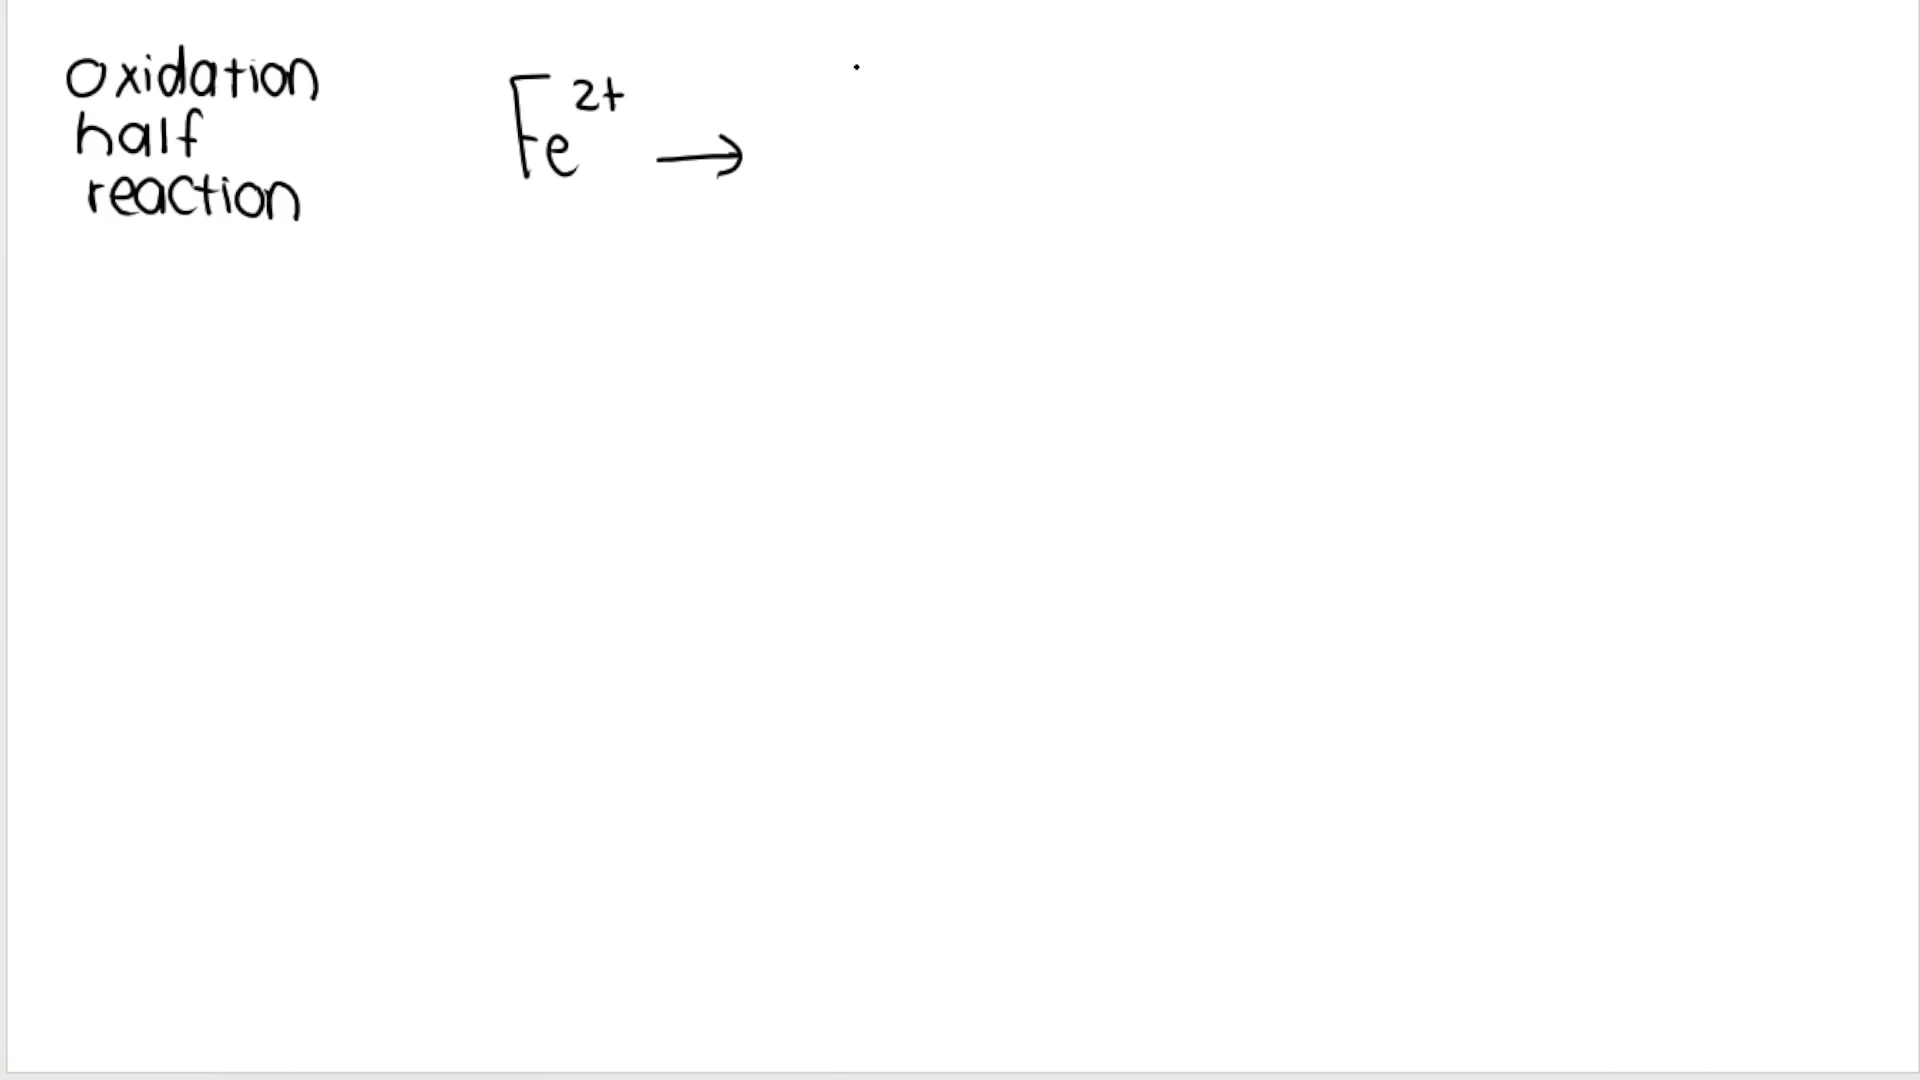 oxidation
half
reaction
Fe²⁺ →